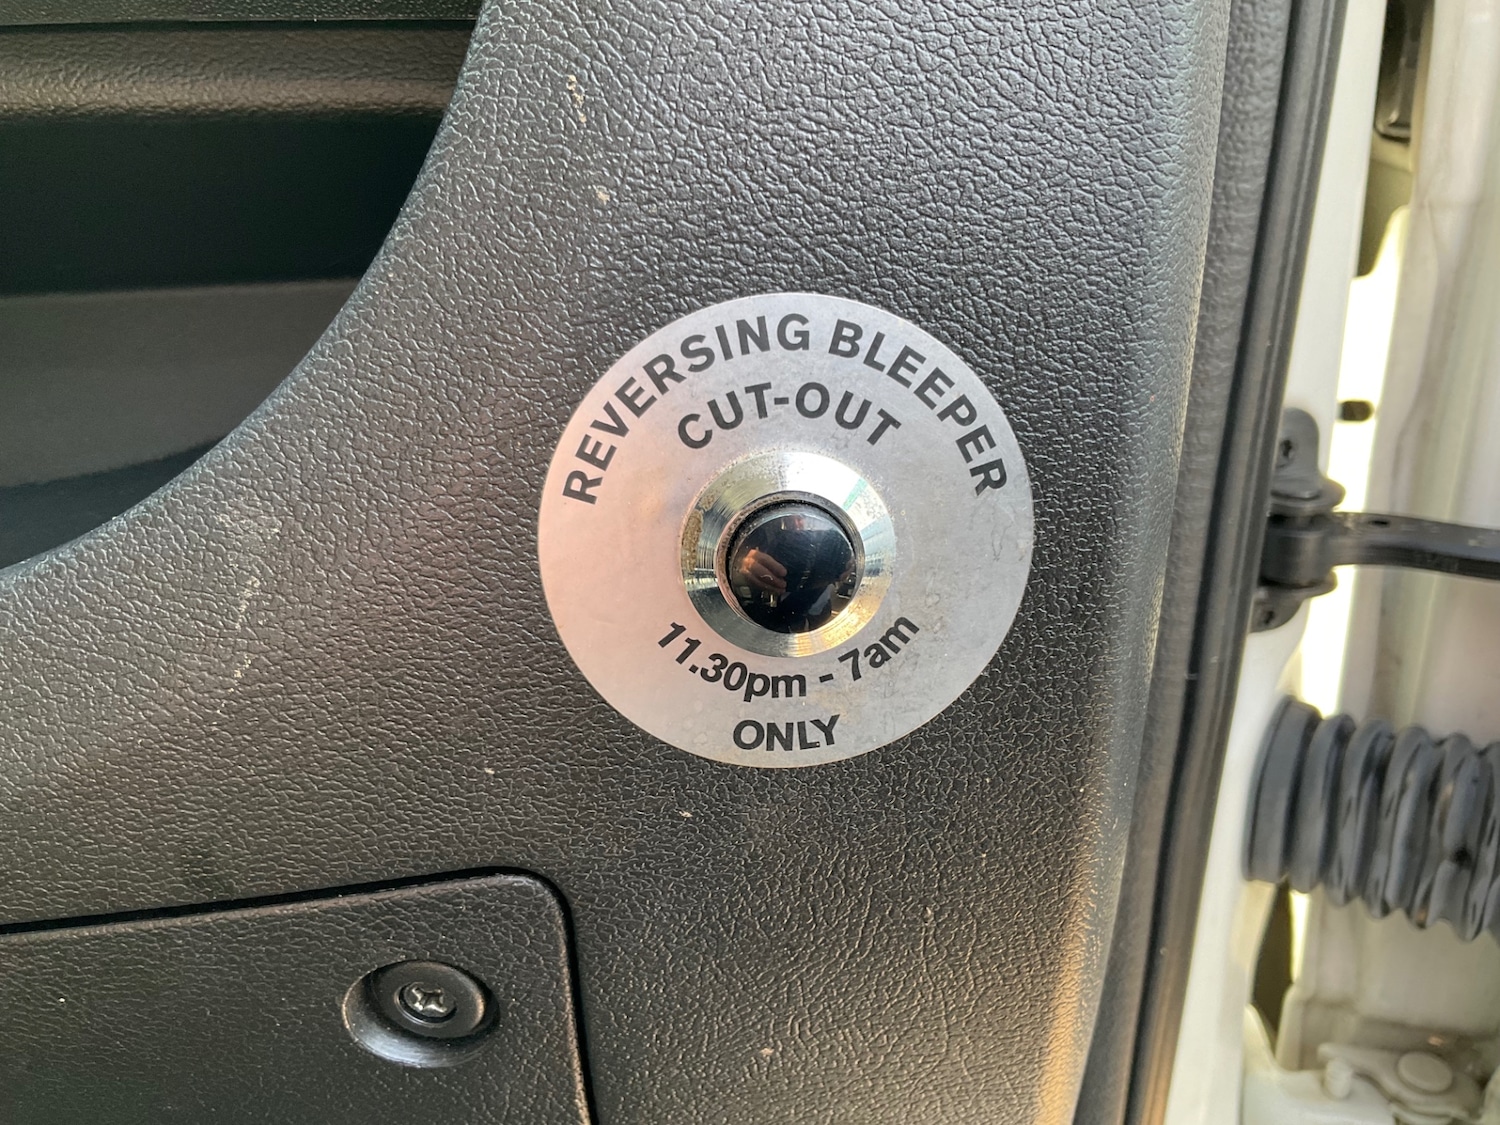 REVERSING BLEEPER
CUT-OUT
11.30pm - 7am
ONLY